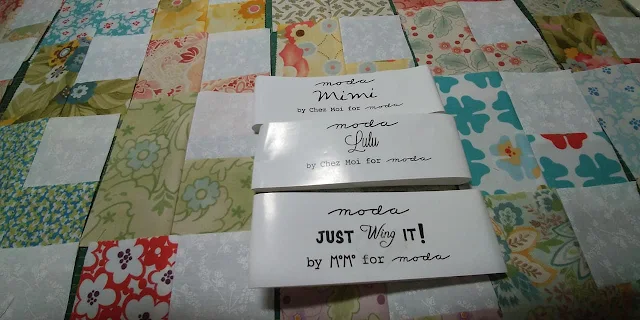 moda
Mimi
by Chez Moi for moda
moda
Lulu
by Chez Moi for moda
moda
JUST Wing IT!
by MoMo for moda